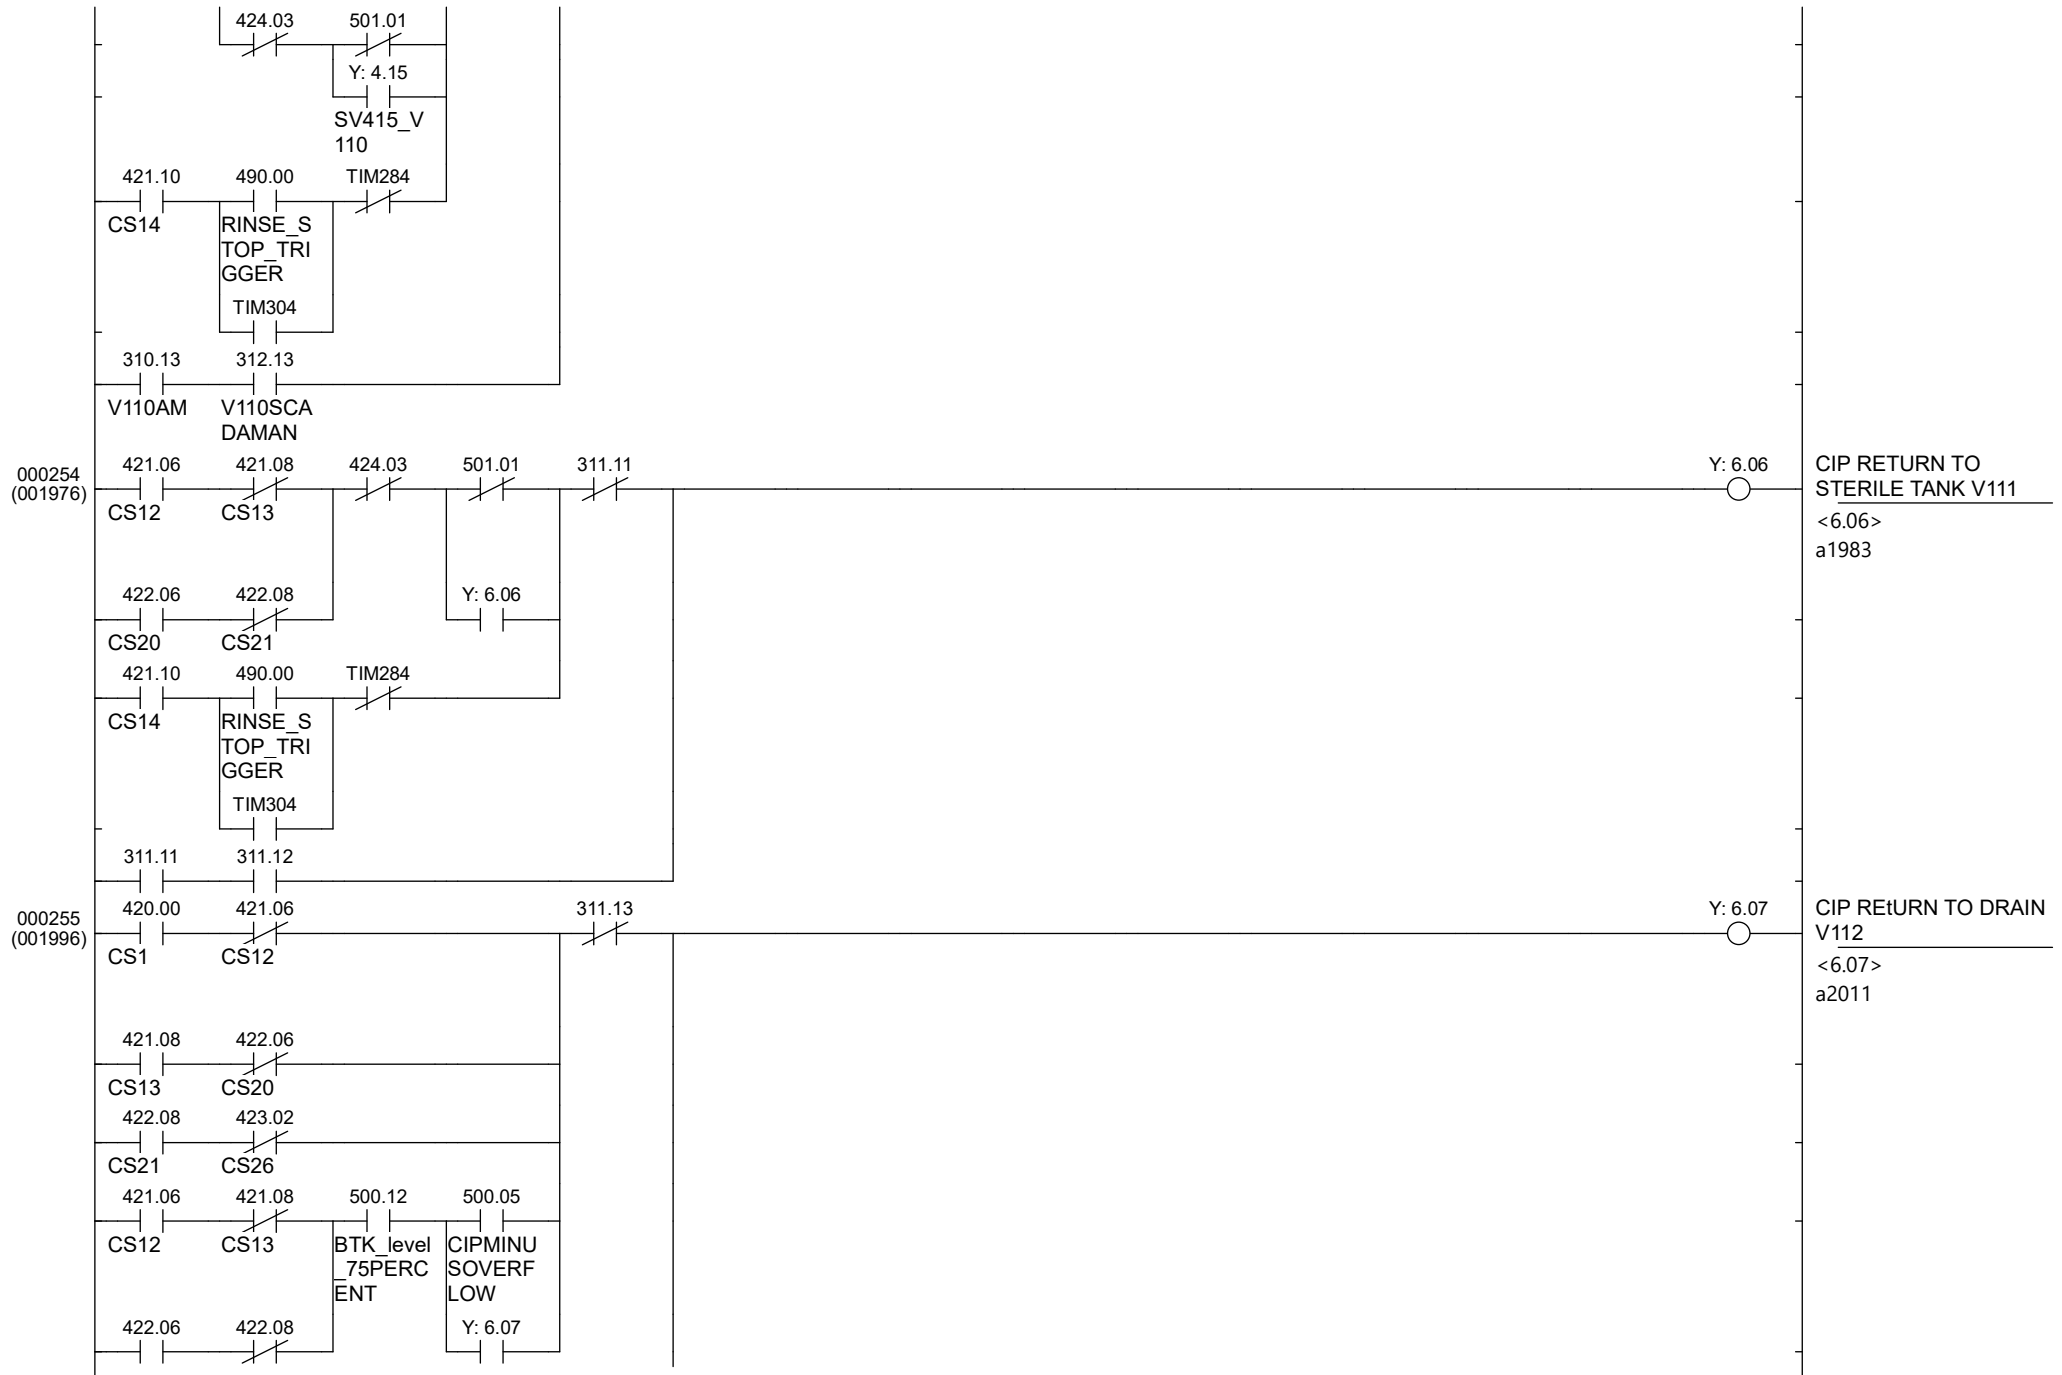 424.03 501.01
Y: 4.15
SV415_V
110
421.10 490.00 TIM284
CS14 RINSE_S
TOP_TRI
GGER
TIM304
310.13 312.13
V110AM V110SCA
DAMAN
000254 421.06 421.08 424.03 501.01 311.11 Y: 6.06 CIP RETURN TO
(001976) STERILE TANK V111
CS12 CS13 <6.06>
a1983
422.06 422.08 Y: 6.06
CS20 CS21
421.10 490.00 TIM284
CS14 RINSE_S
TOP_TRI
GGER
TIM304
311.11 311.12
000255 420.00 421.06 311.13 Y: 6.07 CIP REtURN TO DRAIN
(001996) V112
CS1 CS12 <6.07>
a2011
421.08 422.06
CS13 CS20
422.08 423.02
CS21 CS26
421.06 421.08 500.12 500.05
CS12 CS13 BTK_level CIPMINU
_75PERC SOVERF
ENT LOW
422.06 422.08 Y: 6.07